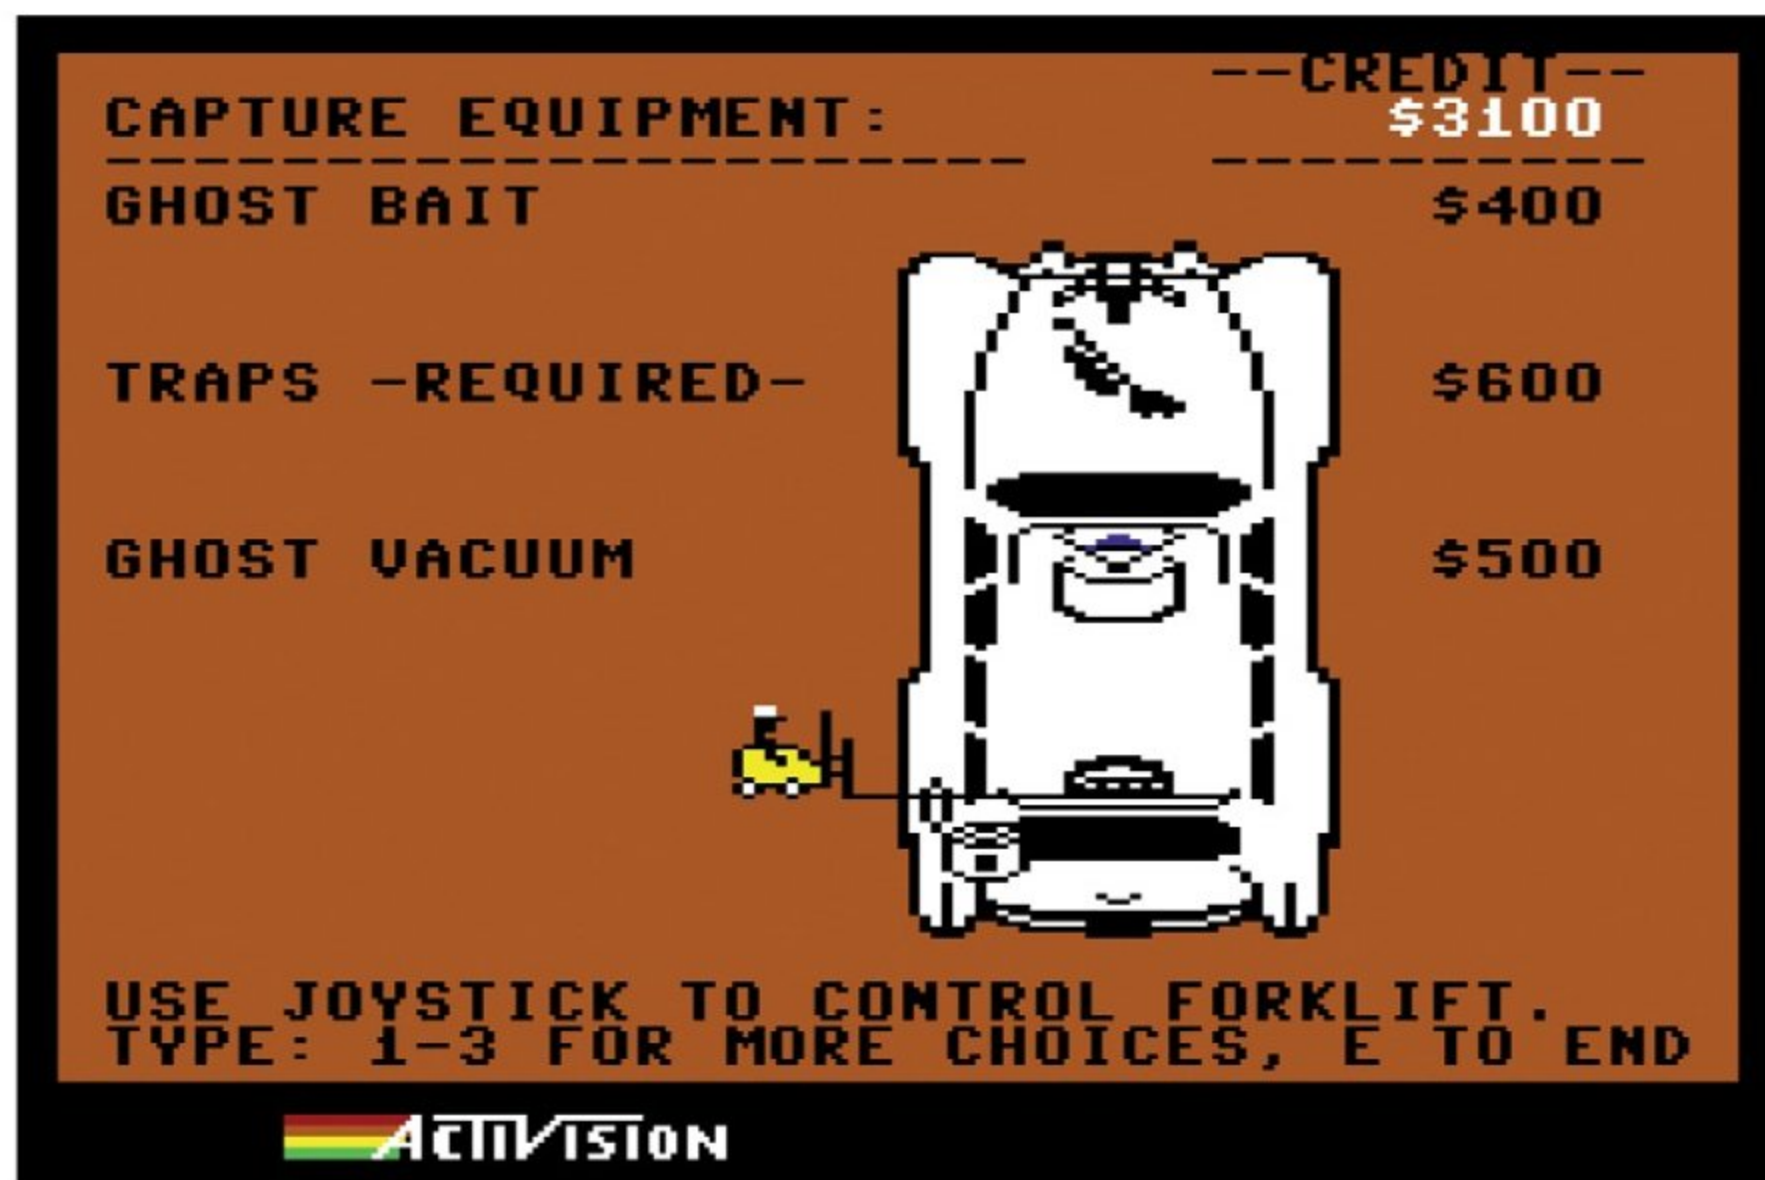 --CREDIT--
CAPTURE EQUIPMENT: $3100
--------------------- ----------
GHOST BAIT $400
TRAPS -REQUIRED- $600
GHOST VACUUM $500
USE JOYSTICK TO CONTROL FORKLIFT.
TYPE: 1-3 FOR MORE CHOICES, E TO END
ACTIVISION